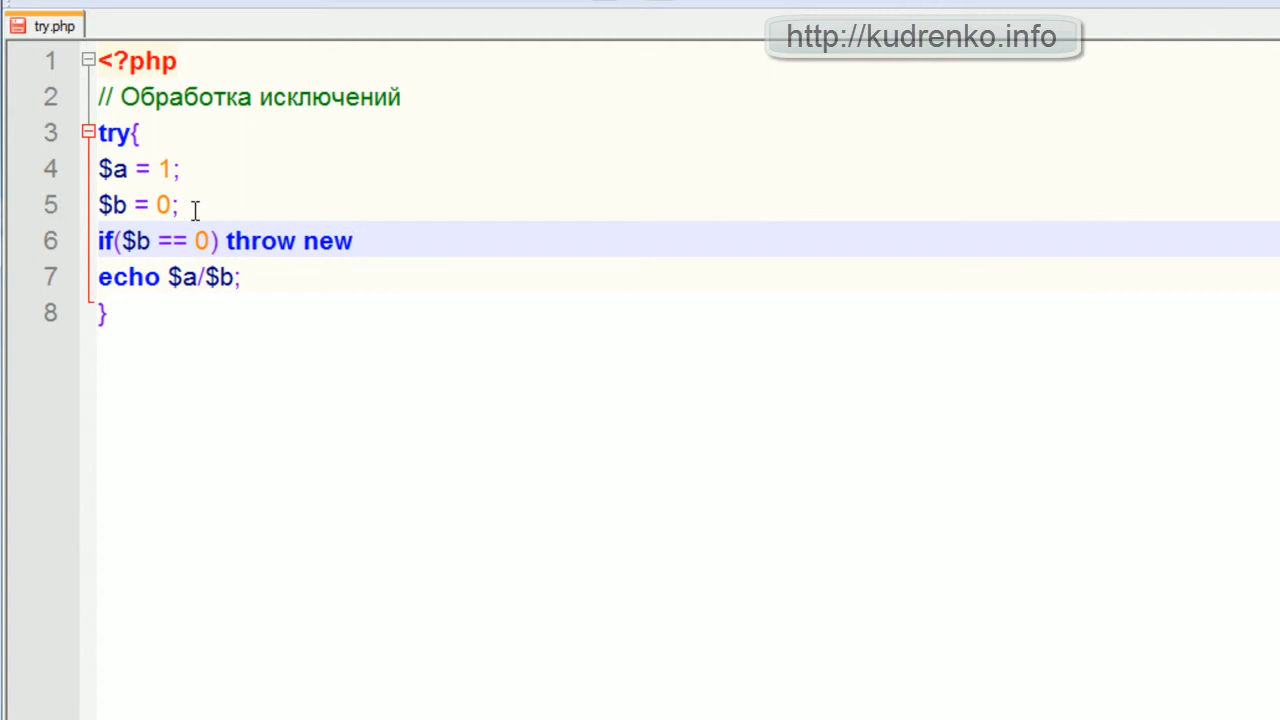 try.php
http://kudrenko.info
1 <?php
2 // Обработка исключений
3 try{
4 $a = 1;
5 $b = 0;
6 if($b == 0) throw new
7 echo $a/$b;
8 }